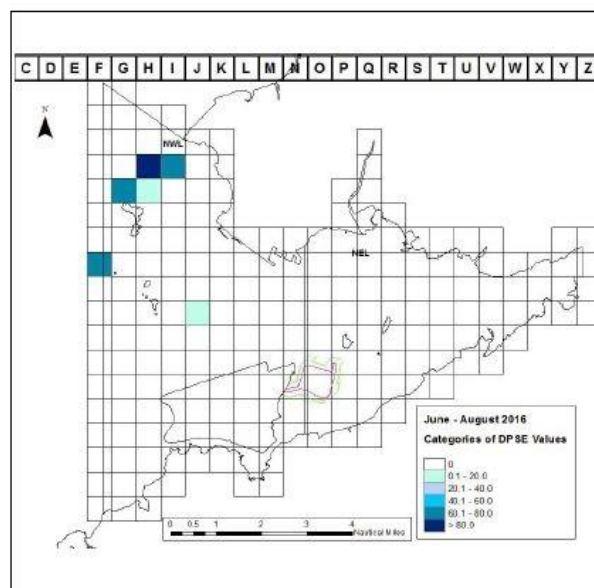 C D E F G H I J K L M N O P Q R S T U V W X Y Z
N
NWL
NEL
June - August 2016
Categories of DPSE Values
0
0.1 - 20.0
20.1 - 40.0
40.1 - 60.0
60.1 - 80.0
> 80.0
0 0.5 1 2 3 4
Nautical Miles